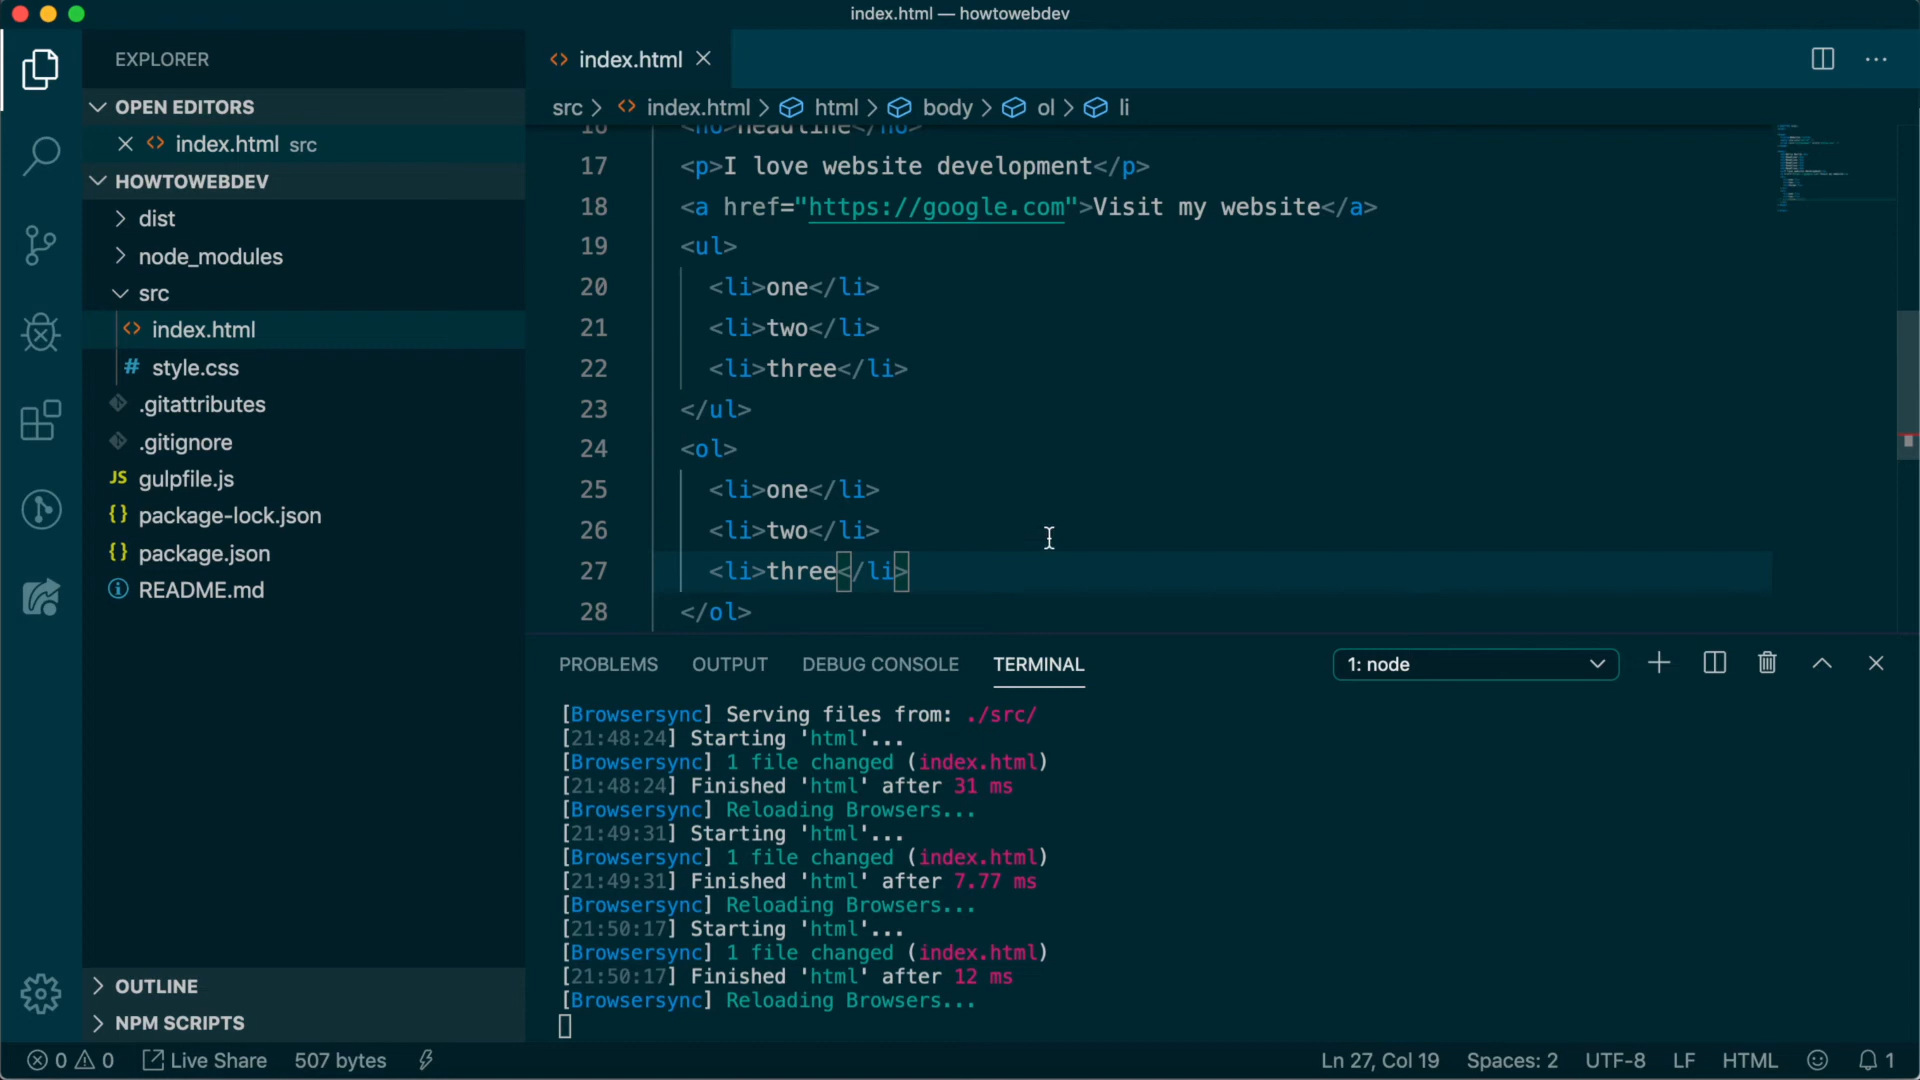 index.html — howtowebdev
EXPLORER
OPEN EDITORS
index.html src
HOWTOWEBDEV
dist
node_modules
src
index.html
# style.css
.gitattributes
.gitignore
JS gulpfile.js
{} package-lock.json
{} package.json
README.md
OUTLINE
NPM SCRIPTS
index.html
src > index.html > html > body > ol > li
16 <h6>headline</h6>
17 <p>I love website development</p>
18 <a href="https://google.com">Visit my website</a>
19 <ul>
20 <li>one</li>
21 <li>two</li>
22 <li>three</li>
23 </ul>
24 <ol>
25 <li>one</li>
26 <li>two</li>
27 <li>three</li>
28 </ol>
PROBLEMS OUTPUT DEBUG CONSOLE TERMINAL 1: node
[Browsersync] Serving files from: ./src/
[21:48:24] Starting 'html'...
[Browsersync] 1 file changed (index.html)
[21:48:24] Finished 'html' after 31 ms
[Browsersync] Reloading Browsers...
[21:49:31] Starting 'html'...
[Browsersync] 1 file changed (index.html)
[21:49:31] Finished 'html' after 7.77 ms
[Browsersync] Reloading Browsers...
[21:50:17] Starting 'html'...
[Browsersync] 1 file changed (index.html)
[21:50:17] Finished 'html' after 12 ms
[Browsersync] Reloading Browsers...
0 0 Live Share 507 bytes Ln 27, Col 19 Spaces: 2 UTF-8 LF HTML 1